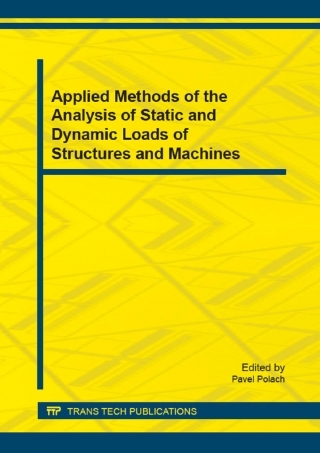 Applied Methods of the
Analysis of Static and
Dynamic Loads of
Structures and Machines
Edited by
Pavel Polach
TTP TRANS TECH PUBLICATIONS